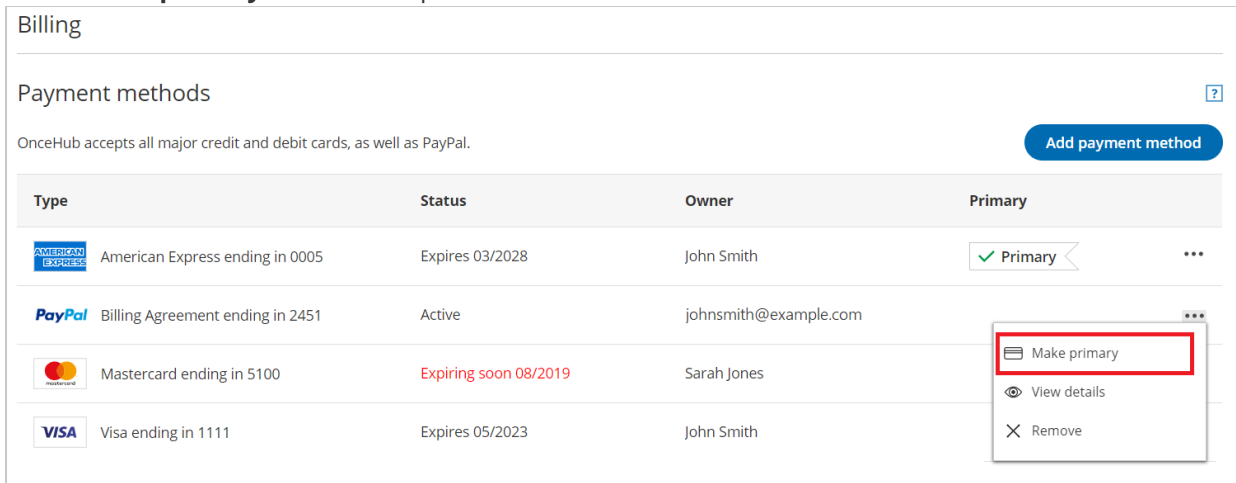 Billing
Payment methods
?
OnceHub accepts all major credit and debit cards, as well as PayPal.
Add payment method
Type Status Owner Primary
AMERICAN EXPRESS American Express ending in 0005 Expires 03/2028 John Smith Primary
PayPal Billing Agreement ending in 2451 Active johnsmith@example.com
Make primary
mastercard Mastercard ending in 5100 Expiring soon 08/2019 Sarah Jones
View details
VISA Visa ending in 1111 Expires 05/2023 John Smith
Remove